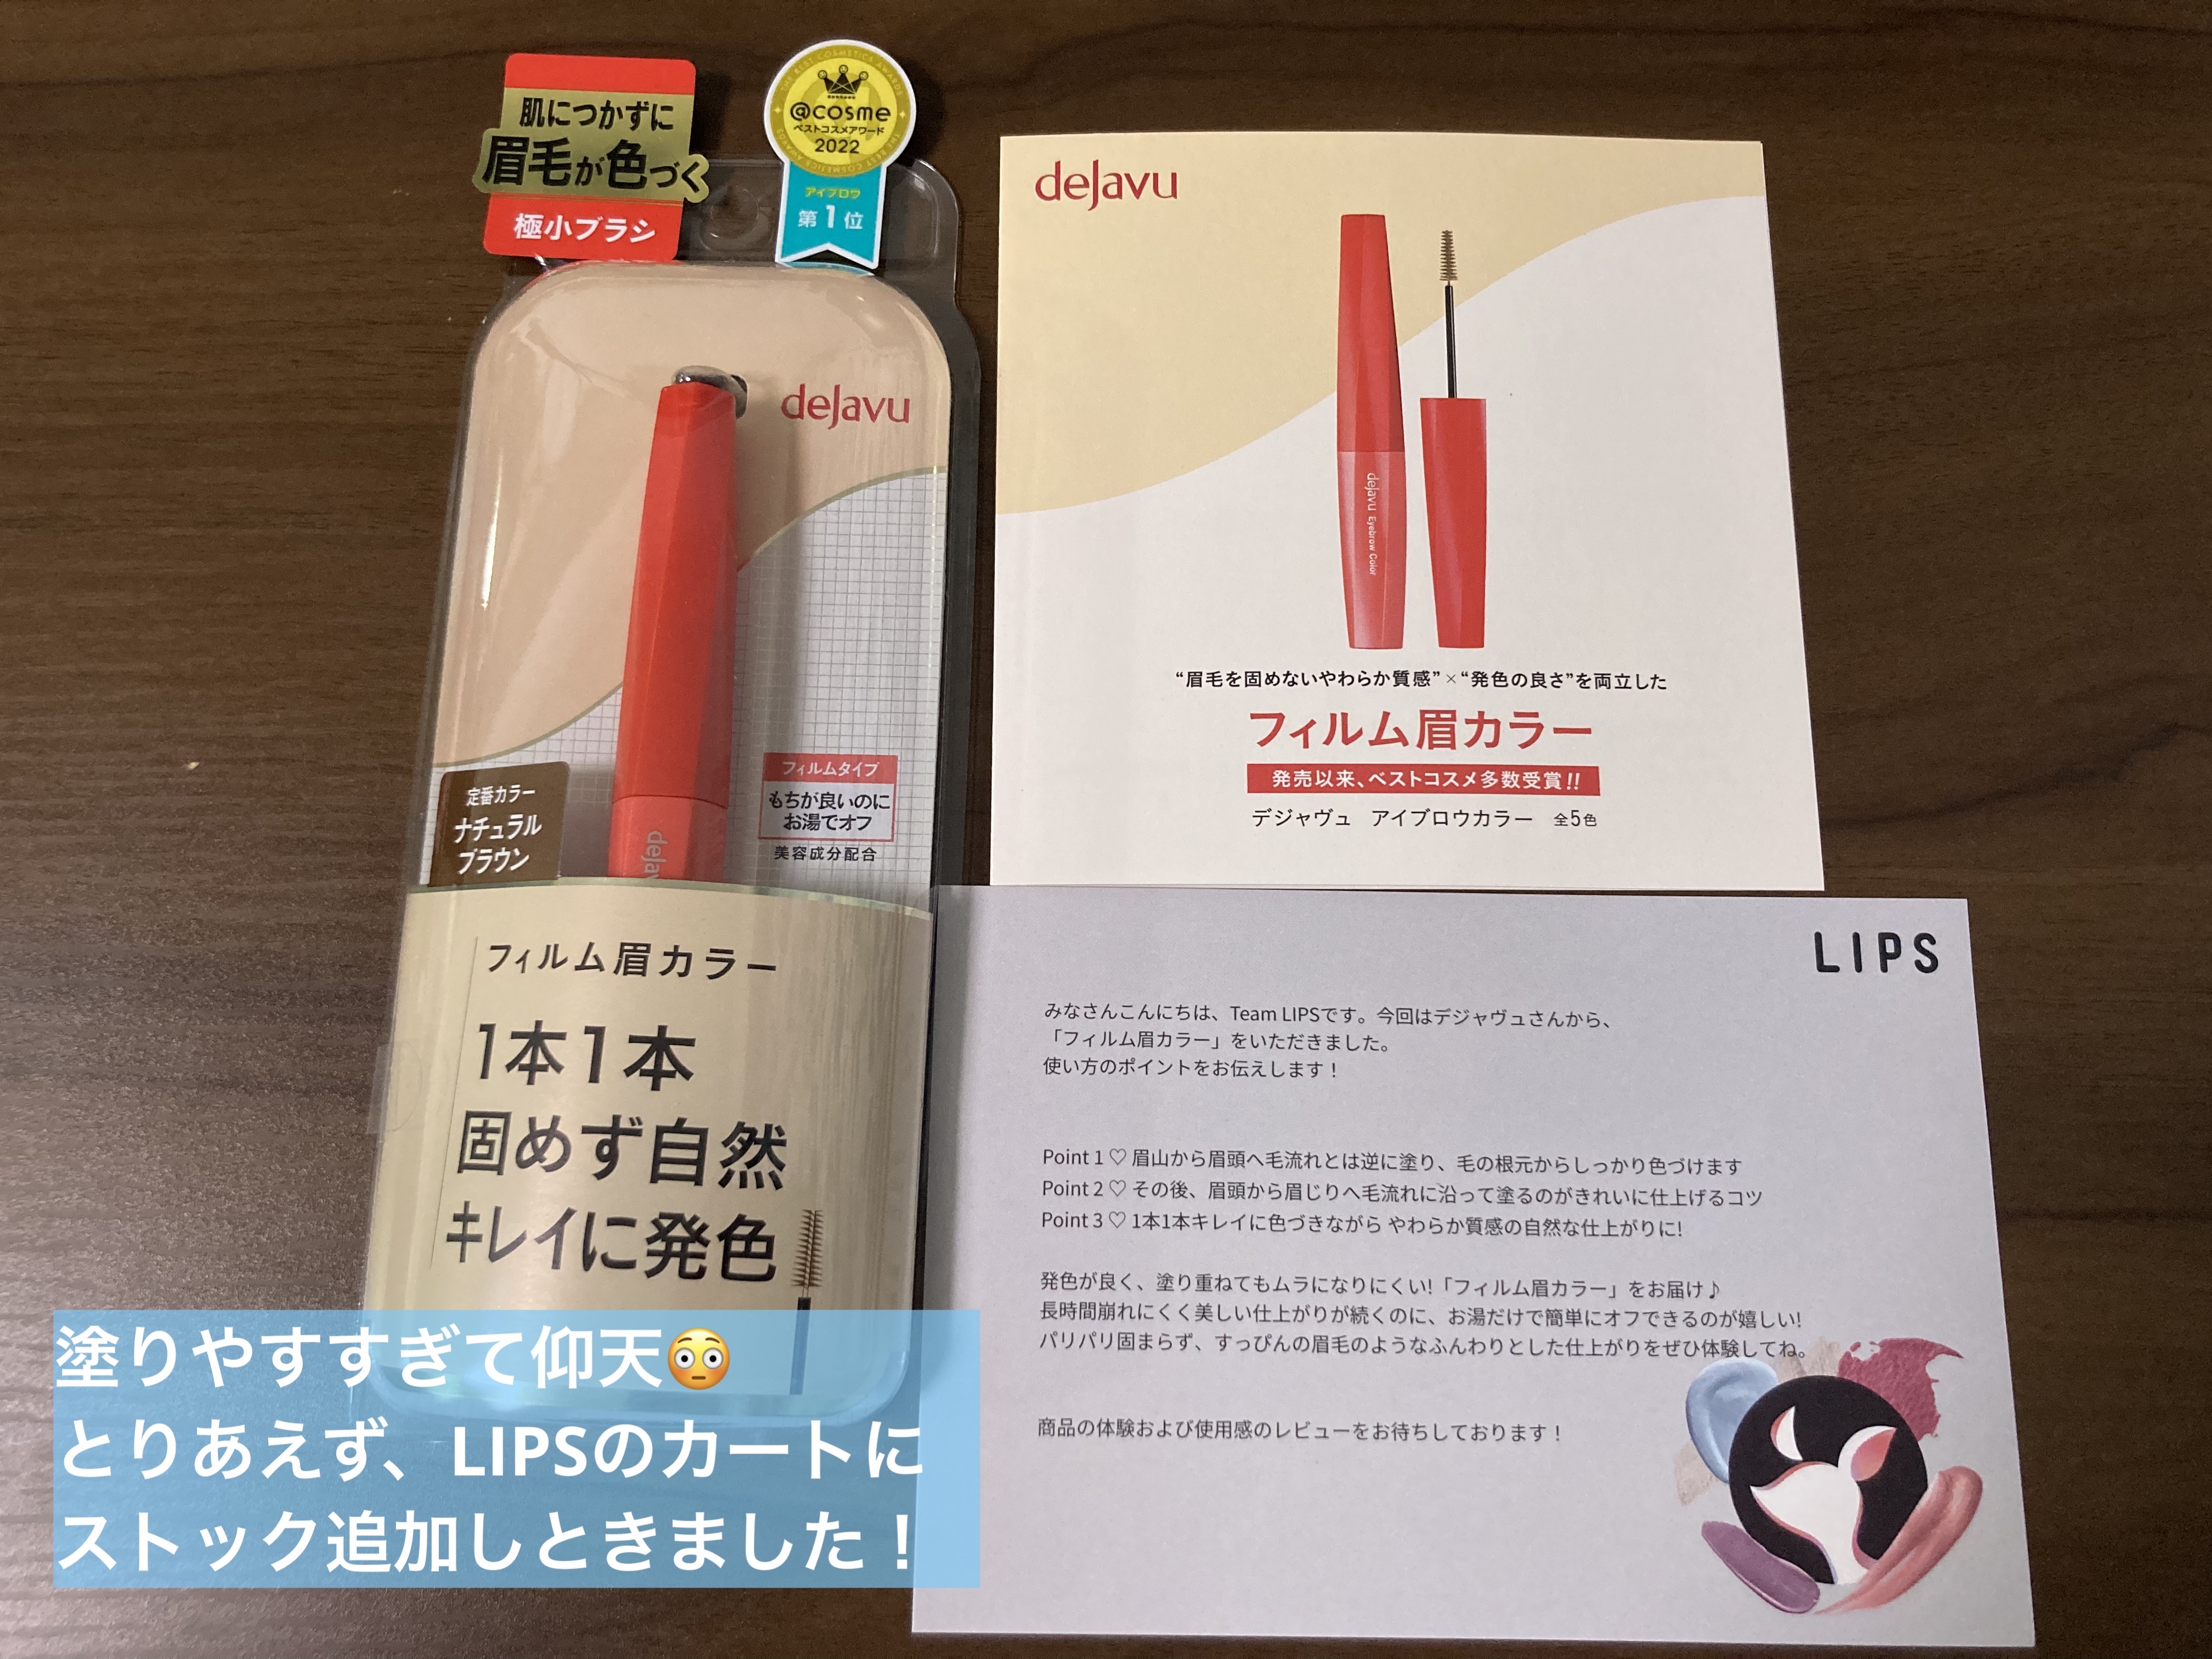 肌につかずに
眉毛が色づく
極小ブラシ
@cosme
ベストコスメアワード
2022
アイブロウ
第1位
dejavu
定番カラー
ナチュラル
ブラウン
フィルムタイプ
もちが良いのに
お湯でオフ
美容成分配合
フィルム眉カラー
1本1本
固めず自然
キレイに発色
dejavu
dejavu Eyebrow Color
“眉毛を固めないやわらか質感”×“発色の良さ”を両立した
フィルム眉カラー
発売以来、ベストコスメ多数受賞!!
デジャヴュ アイブロウカラー 全5色
LIPS
みなさんこんにちは、Team LIPSです。今回はデジャヴュさんから、
「フィルム眉カラー」をいただきました。
使い方のポイントをお伝えします！
Point 1 ♡ 眉山から眉頭へ毛流れとは逆に塗り、毛の根元からしっかり色づけます
Point 2 ♡ その後、眉頭から眉じりへ毛流れに沿って塗るのがきれいに仕上げるコツ
Point 3 ♡ 1本1本キレイに色づきながら やわらか質感の自然な仕上がりに!
発色が良く、塗り重ねてもムラになりにくい!「フィルム眉カラー」をお届け♪
長時間崩れにくく美しい仕上がりが続くのに、お湯だけで簡単にオフできるのが嬉しい!
パリパリ固まらず、すっぴんの眉毛のようなふんわりとした仕上がりをぜひ体験してね。
商品の体験および使用感のレビューをお待ちしております！
塗りやすすぎて仰天😳
とりあえず、LIPSのカートに
ストック追加しときました！